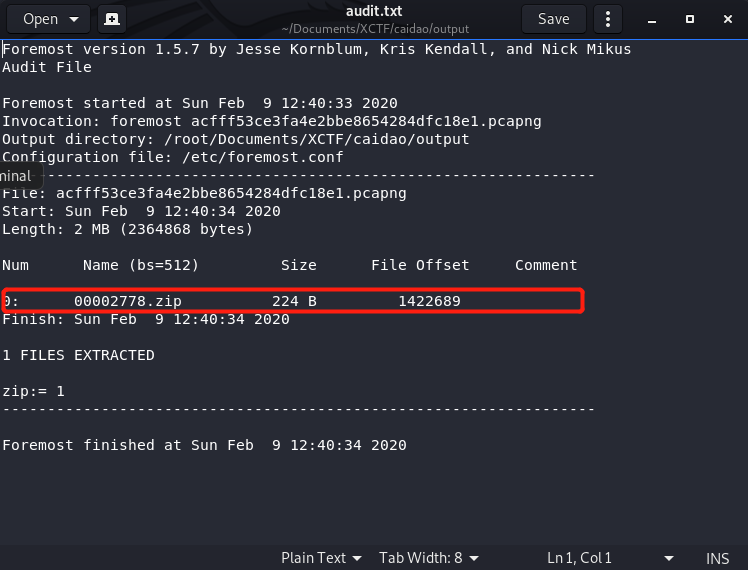 Open
audit.txt
~/Documents/XCTF/caidao/output
Save
Foremost version 1.5.7 by Jesse Kornblum, Kris Kendall, and Nick Mikus
Audit File
Foremost started at Sun Feb  9 12:40:33 2020
Invocation: foremost acfff53ce3fa4e2bbe8654284dfc18e1.pcapng
Output directory: /root/Documents/XCTF/caidao/output
Configuration file: /etc/foremost.conf
minal
------------------------------------------------------------------
File: acfff53ce3fa4e2bbe8654284dfc18e1.pcapng
Start: Sun Feb  9 12:40:34 2020
Length: 2 MB (2364868 bytes)
Num       Name (bs=512)         Size      File Offset     Comment
0:      00002778.zip          224 B         1422689
Finish: Sun Feb  9 12:40:34 2020
1 FILES EXTRACTED
zip:= 1
------------------------------------------------------------------
Foremost finished at Sun Feb  9 12:40:34 2020
Plain Text Tab Width: 8 Ln 1, Col 1 INS